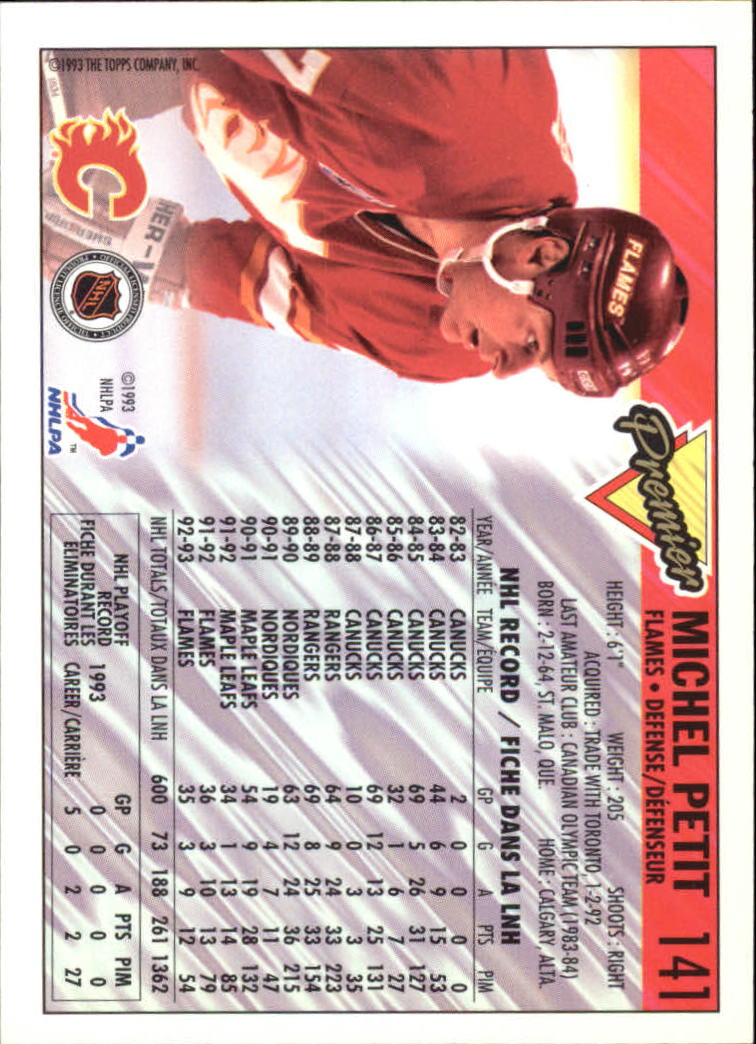 Premier
MICHEL PETIT 141
FLAMES • DEFENSE/DÉFENSEUR
HEIGHT : 6'1" WEIGHT : 205 SHOOTS : RIGHT
ACQUIRED : TRADE WITH TORONTO, 1-2-92
LAST AMATEUR CLUB : CANADIAN OLYMPIC TEAM (1983-84)
BORN : 2-12-64, ST. MALO, QUE. HOME : CALGARY, ALTA.
NHL RECORD / FICHE DANS LA LNH
YEAR/ANNÉE TEAM/ÉQUIPE GP G A PTS PIM
82-83 CANUCKS 2 0 0 0 0
83-84 CANUCKS 44 6 9 15 53
84-85 CANUCKS 69 5 26 31 127
85-86 CANUCKS 32 1 6 7 27
86-87 CANUCKS 69 12 13 25 131
87-88 CANUCKS 10 0 3 3 35
87-88 RANGERS 64 9 24 33 223
88-89 RANGERS 69 8 25 33 154
89-90 NORDIQUES 63 12 24 36 215
90-91 NORDIQUES 19 4 7 11 47
90-91 MAPLE LEAFS 54 9 19 28 132
91-92 MAPLE LEAFS 34 1 13 14 85
91-92 FLAMES 36 3 10 13 79
92-93 FLAMES 35 3 9 12 54
NHL TOTALS/TOTAUX DANS LA LNH 600 73 188 261 1362
NHL PLAYOFF RECORD
FICHE DURANT LES ÉLIMINATOIRES
GP G A PTS PIM
1993 0 0 0 0 0
CAREER/CARRIÈRE 5 0 2 2 27
FLAMES
C
NHL
©1993
NHLPA
NHLPA™
©1993 THE TOPPS COMPANY, INC.